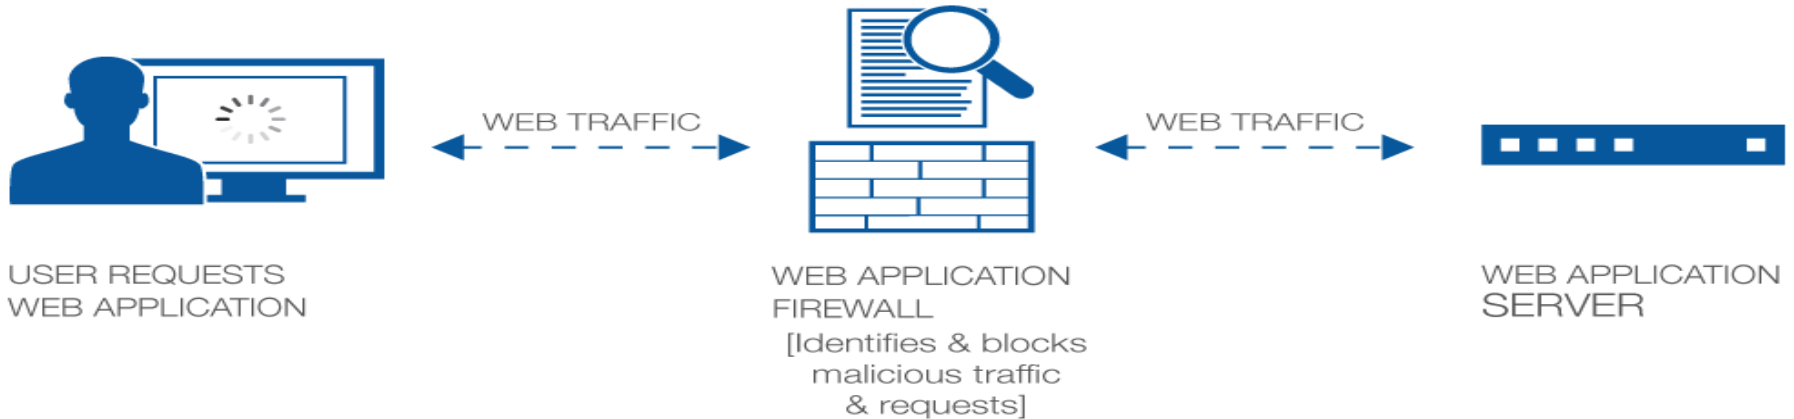 WEB TRAFFIC
WEB TRAFFIC
USER REQUESTS
WEB APPLICATION
WEB APPLICATION
FIREWALL
[Identifies & blocks
malicious traffic
& requests]
WEB APPLICATION
SERVER